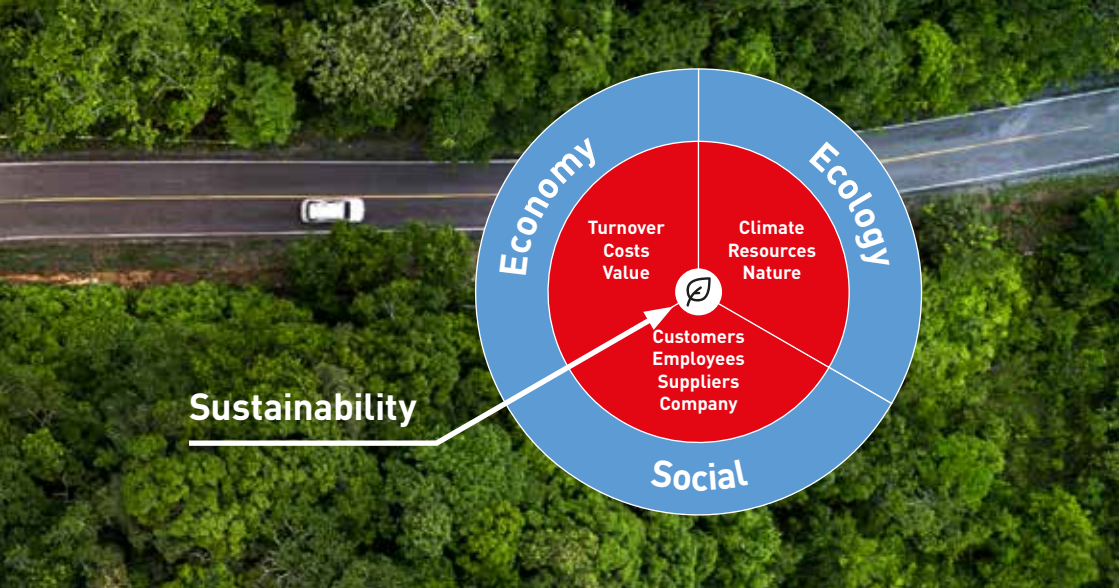 Economy
Ecology
Turnover
Costs
Value
Climate
Resources
Nature
Customers
Employees
Suppliers
Company
Sustainability
Social